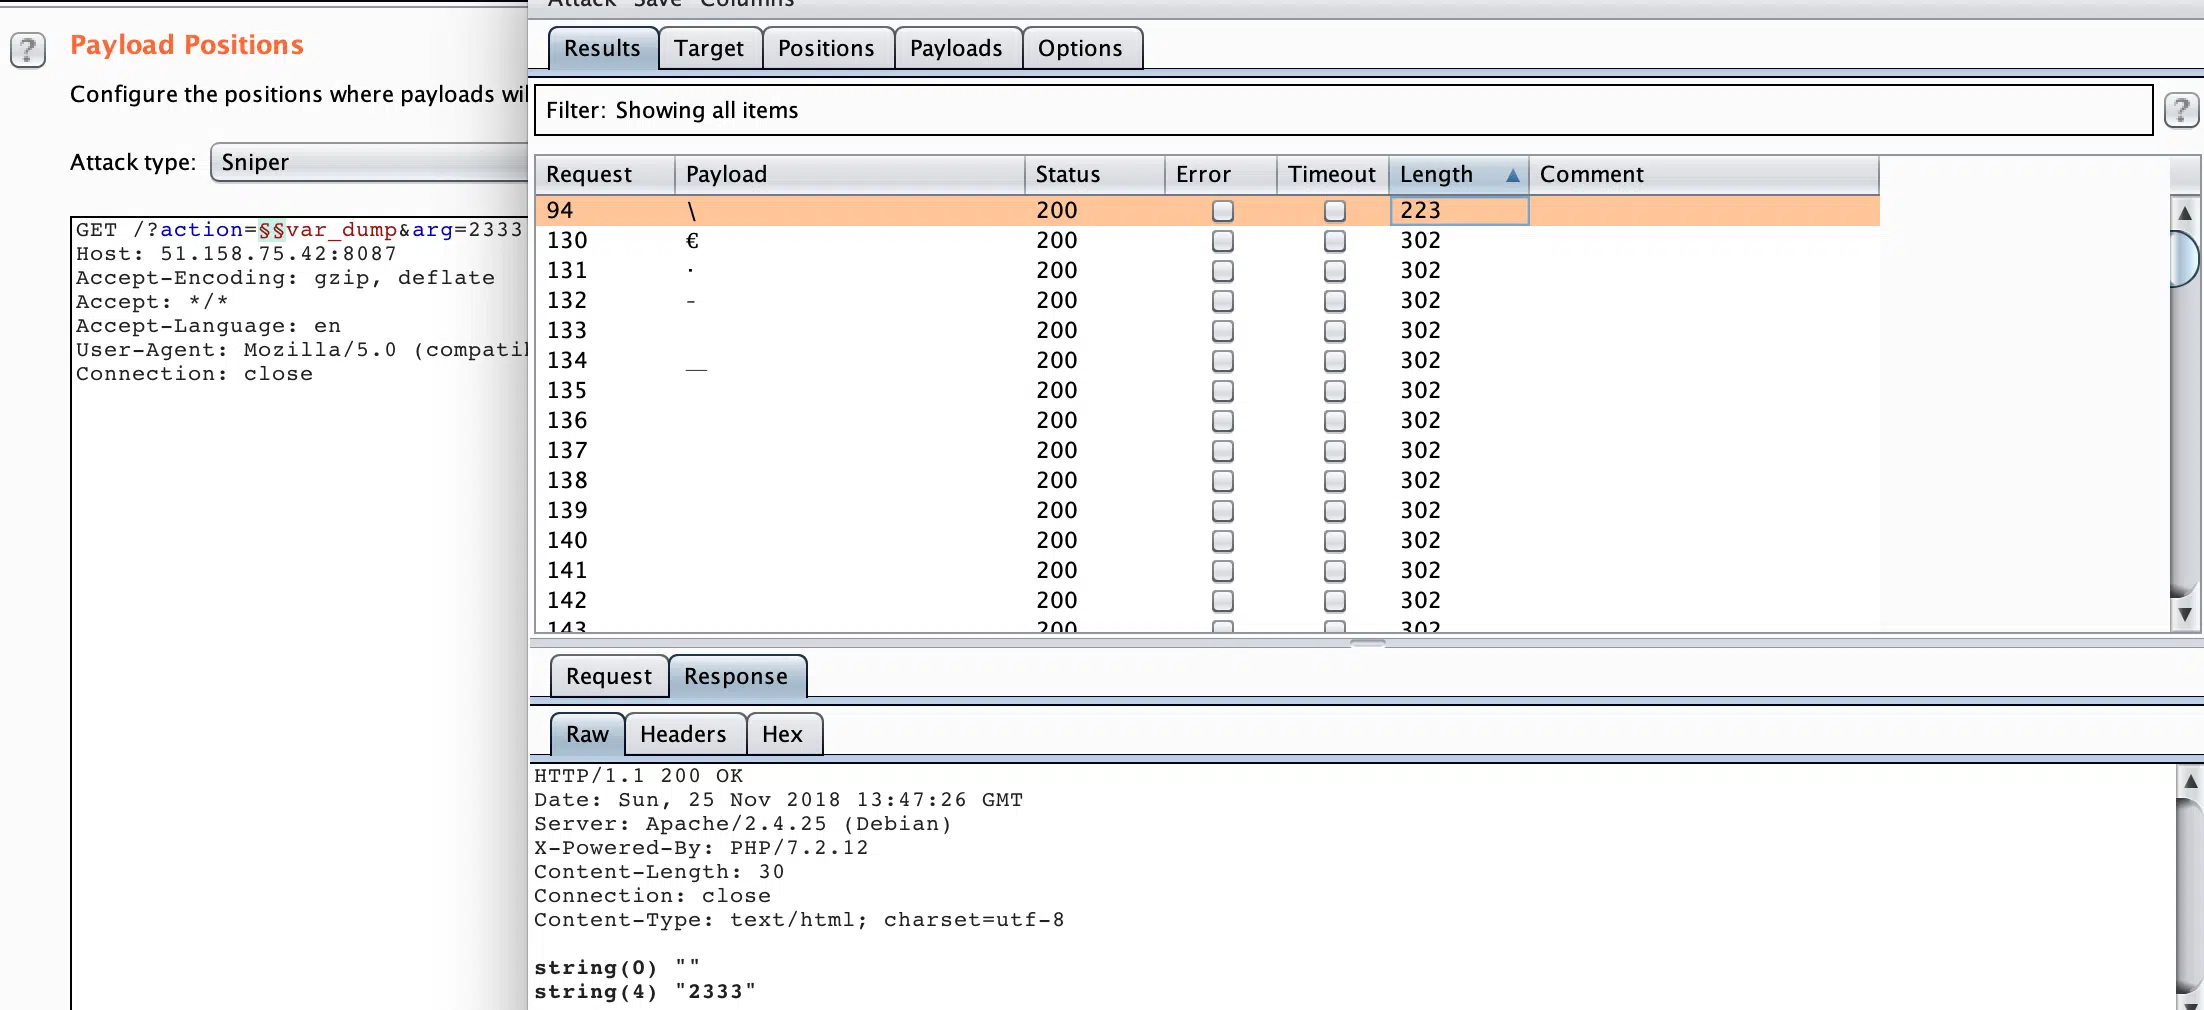 Attack Save Columns
Payload Positions
Configure the positions where payloads wil
Attack type: Sniper
GET /?action=§§var_dump&arg=2333
Host: 51.158.75.42:8087
Accept-Encoding: gzip, deflate
Accept: */*
Accept-Language: en
User-Agent: Mozilla/5.0 (compatib
Connection: close
Results Target Positions Payloads Options
Filter: Showing all items
?
Request Payload Status Error Timeout Length Comment
94 \ 200 223
130 € 200 302
131 · 200 302
132 - 200 302
133 200 302
134 __ 200 302
135 200 302
136 200 302
137 200 302
138 200 302
139 200 302
140 200 302
141 200 302
142 200 302
143 200 302
Request Response
Raw Headers Hex
HTTP/1.1 200 OK
Date: Sun, 25 Nov 2018 13:47:26 GMT
Server: Apache/2.4.25 (Debian)
X-Powered-By: PHP/7.2.12
Content-Length: 30
Connection: close
Content-Type: text/html; charset=utf-8
string(0) ""
string(4) "2333"